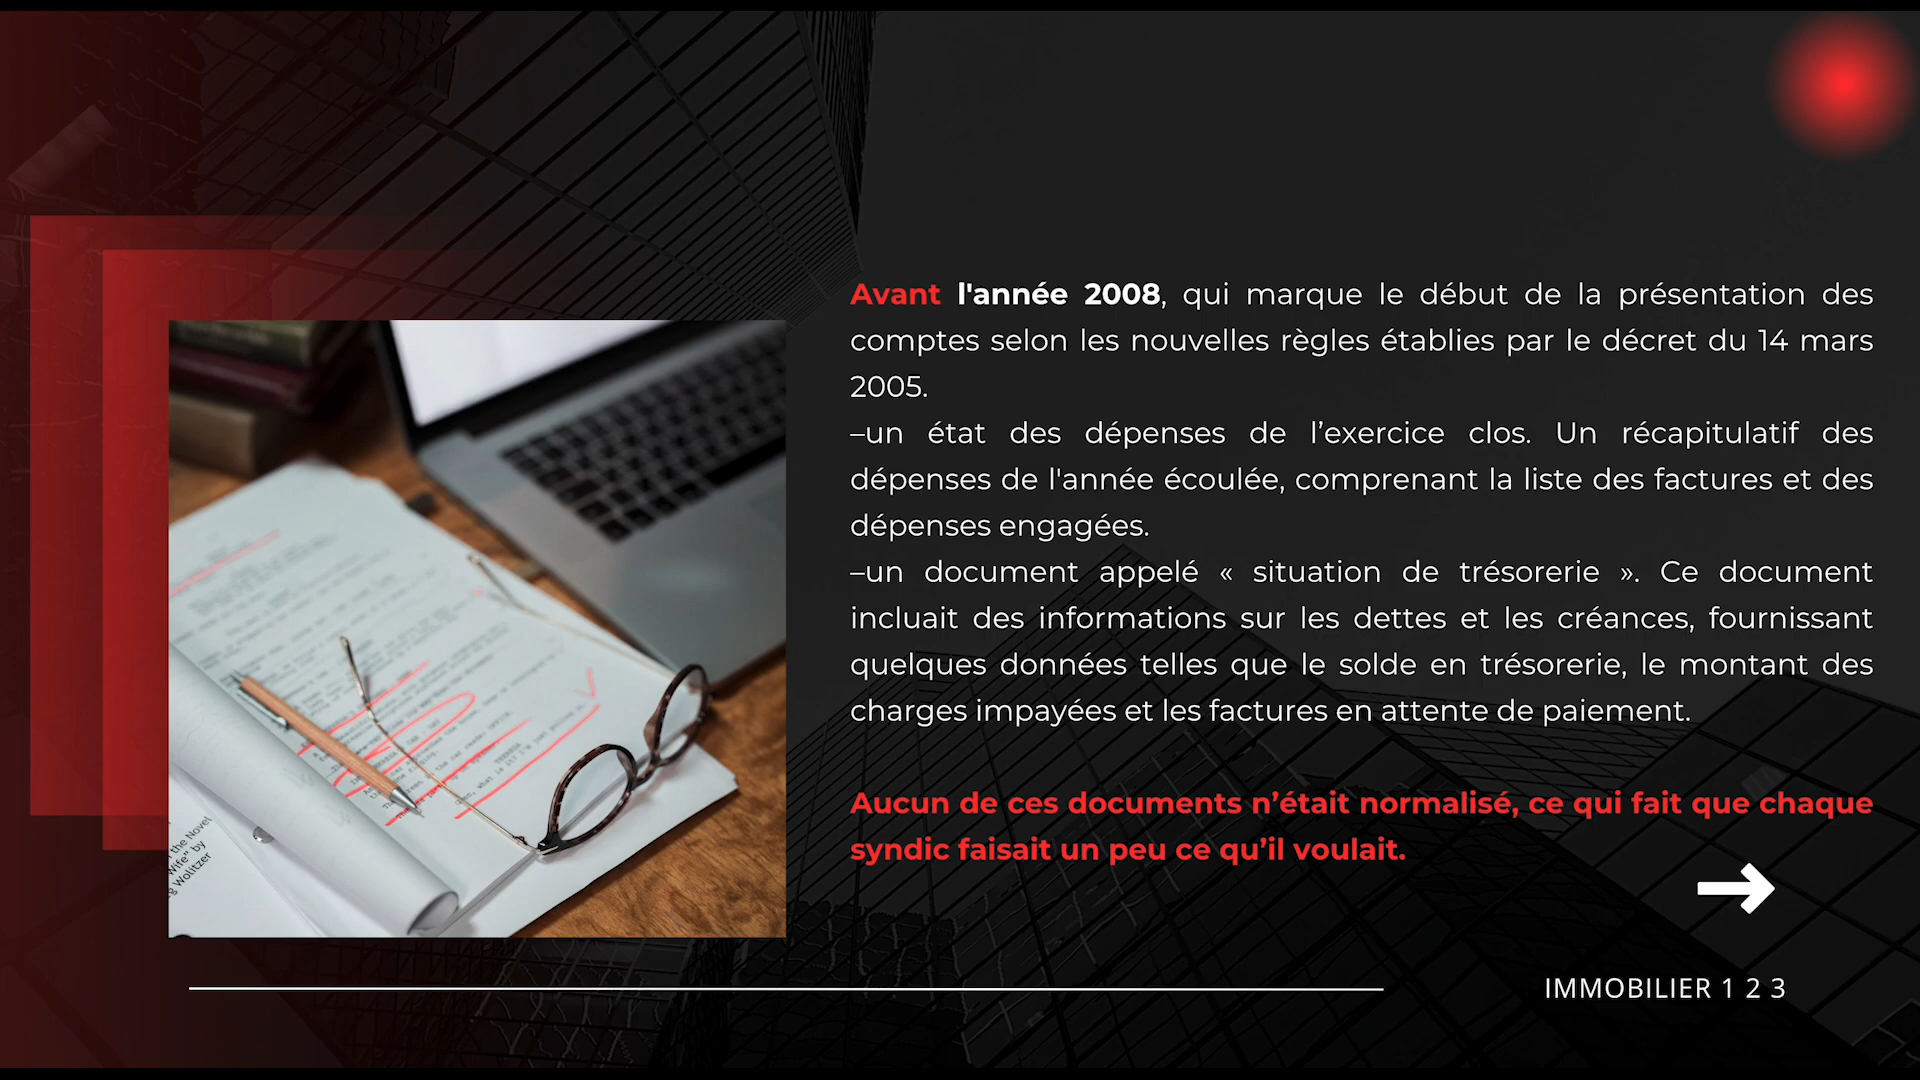 Avant l'année 2008, qui marque le début de la présentation des
comptes selon les nouvelles règles établies par le décret du 14 mars
2005.
–un état des dépenses de l’exercice clos. Un récapitulatif des
dépenses de l'année écoulée, comprenant la liste des factures et des
dépenses engagées.
–un document appelé « situation de trésorerie ». Ce document
incluait des informations sur les dettes et les créances, fournissant
quelques données telles que le solde en trésorerie, le montant des
charges impayées et les factures en attente de paiement.
Aucun de ces documents n’était normalisé, ce qui fait que chaque
syndic faisait un peu ce qu’il voulait.
the Novel
Wife" by
Wolitzer
IMMOBILIER 1 2 3